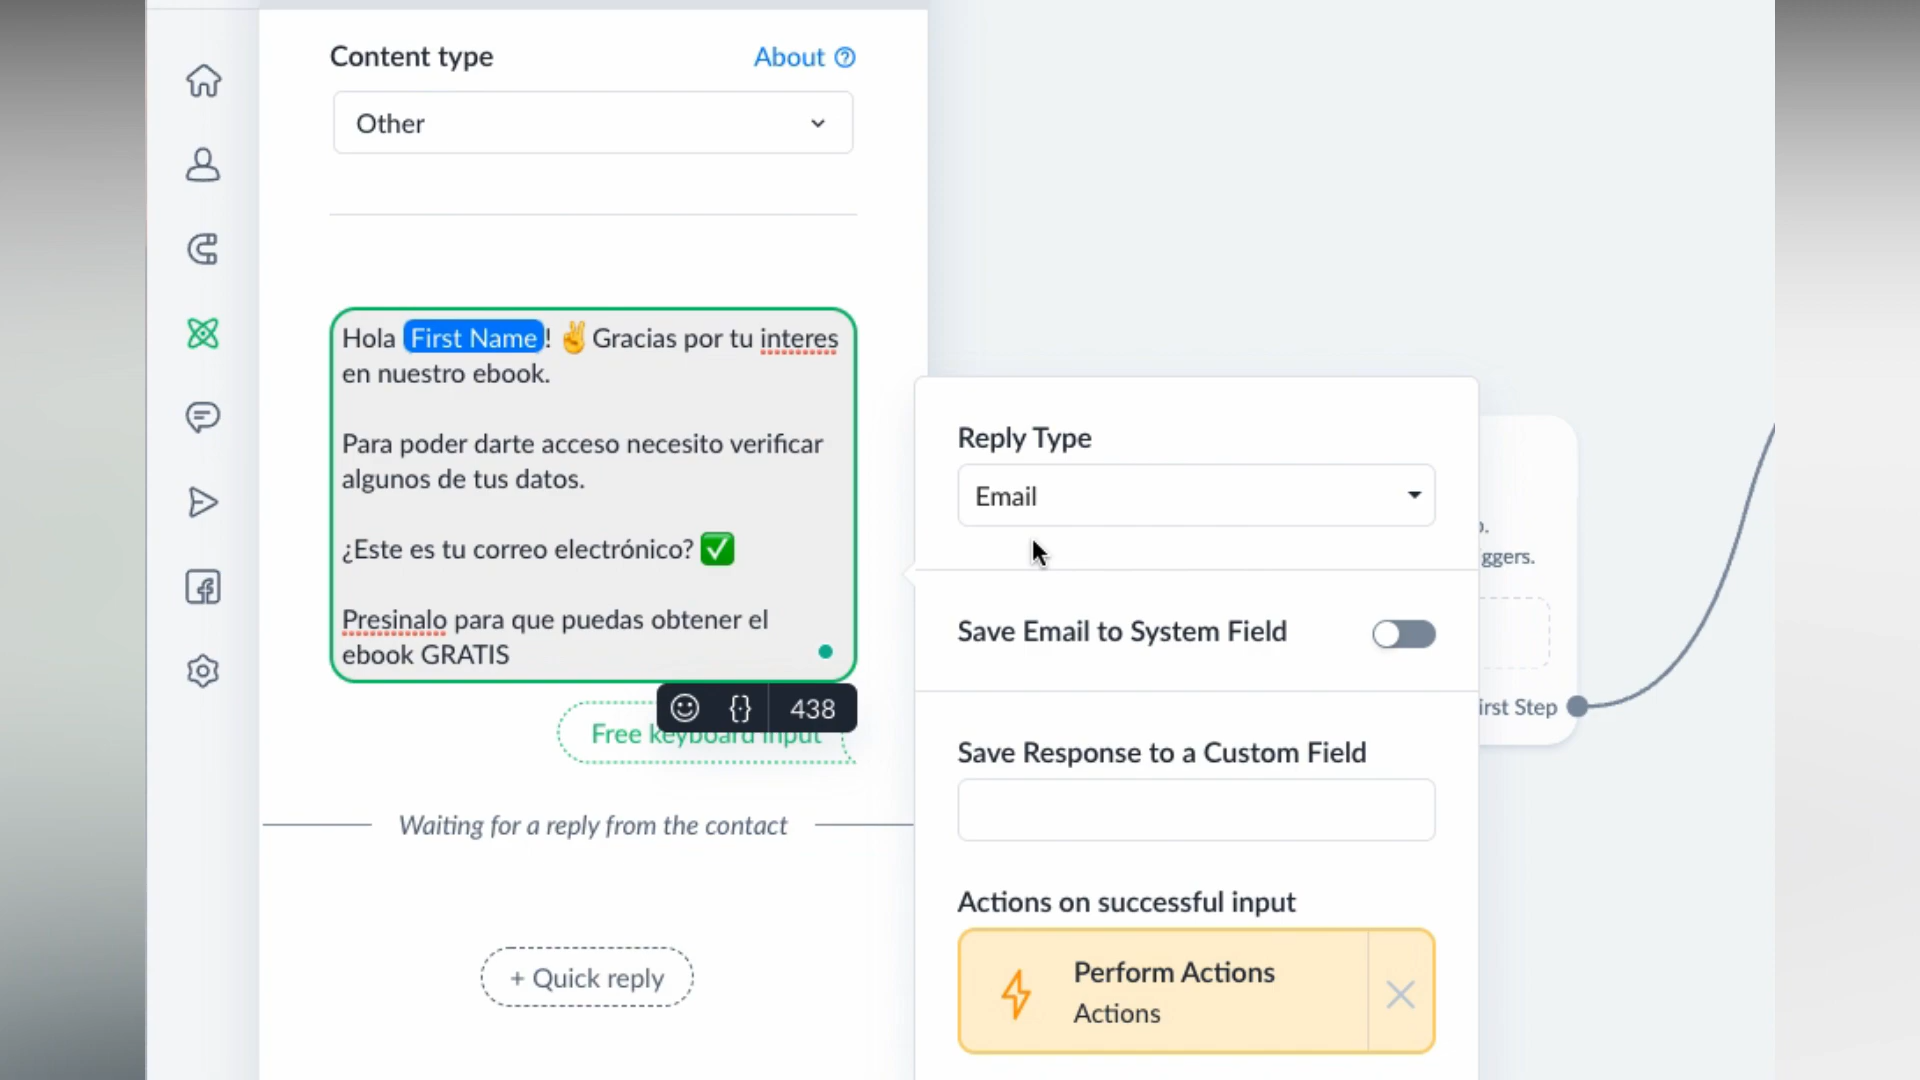 Content type
About
Other
Hola First Name! ✌️ Gracias por tu interes
en nuestro ebook.
Para poder darte acceso necesito verificar
algunos de tus datos.
¿Este es tu correo electrónico? ✅
Presinalo para que puedas obtener el
ebook GRATIS
438
Free keyboard input
Waiting for a reply from the contact
+ Quick reply
Reply Type
Email
Save Email to System Field
Save Response to a Custom Field
Actions on successful input
Perform Actions
Actions
ggers.
irst Step